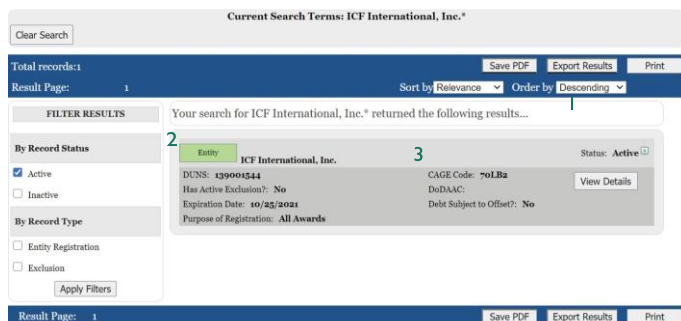 Current Search Terms: ICF International, Inc.*
Clear Search
Total records:1
Save PDF Export Results Print
Result Page: 1
Sort by Relevance Order by Descending
1
FILTER RESULTS
Your search for ICF International, Inc.* returned the following results...
2
By Record Status
Entity
ICF International, Inc.
3
Status: Active
Active
Inactive
DUNS: 139001544
CAGE Code: 70LB2
View Details
Has Active Exclusion?: No
DoDAAC:
Expiration Date: 10/25/2021
Debt Subject to Offset?: No
Purpose of Registration: All Awards
By Record Type
Entity Registration
Exclusion
Apply Filters
Result Page: 1
Save PDF Export Results Print